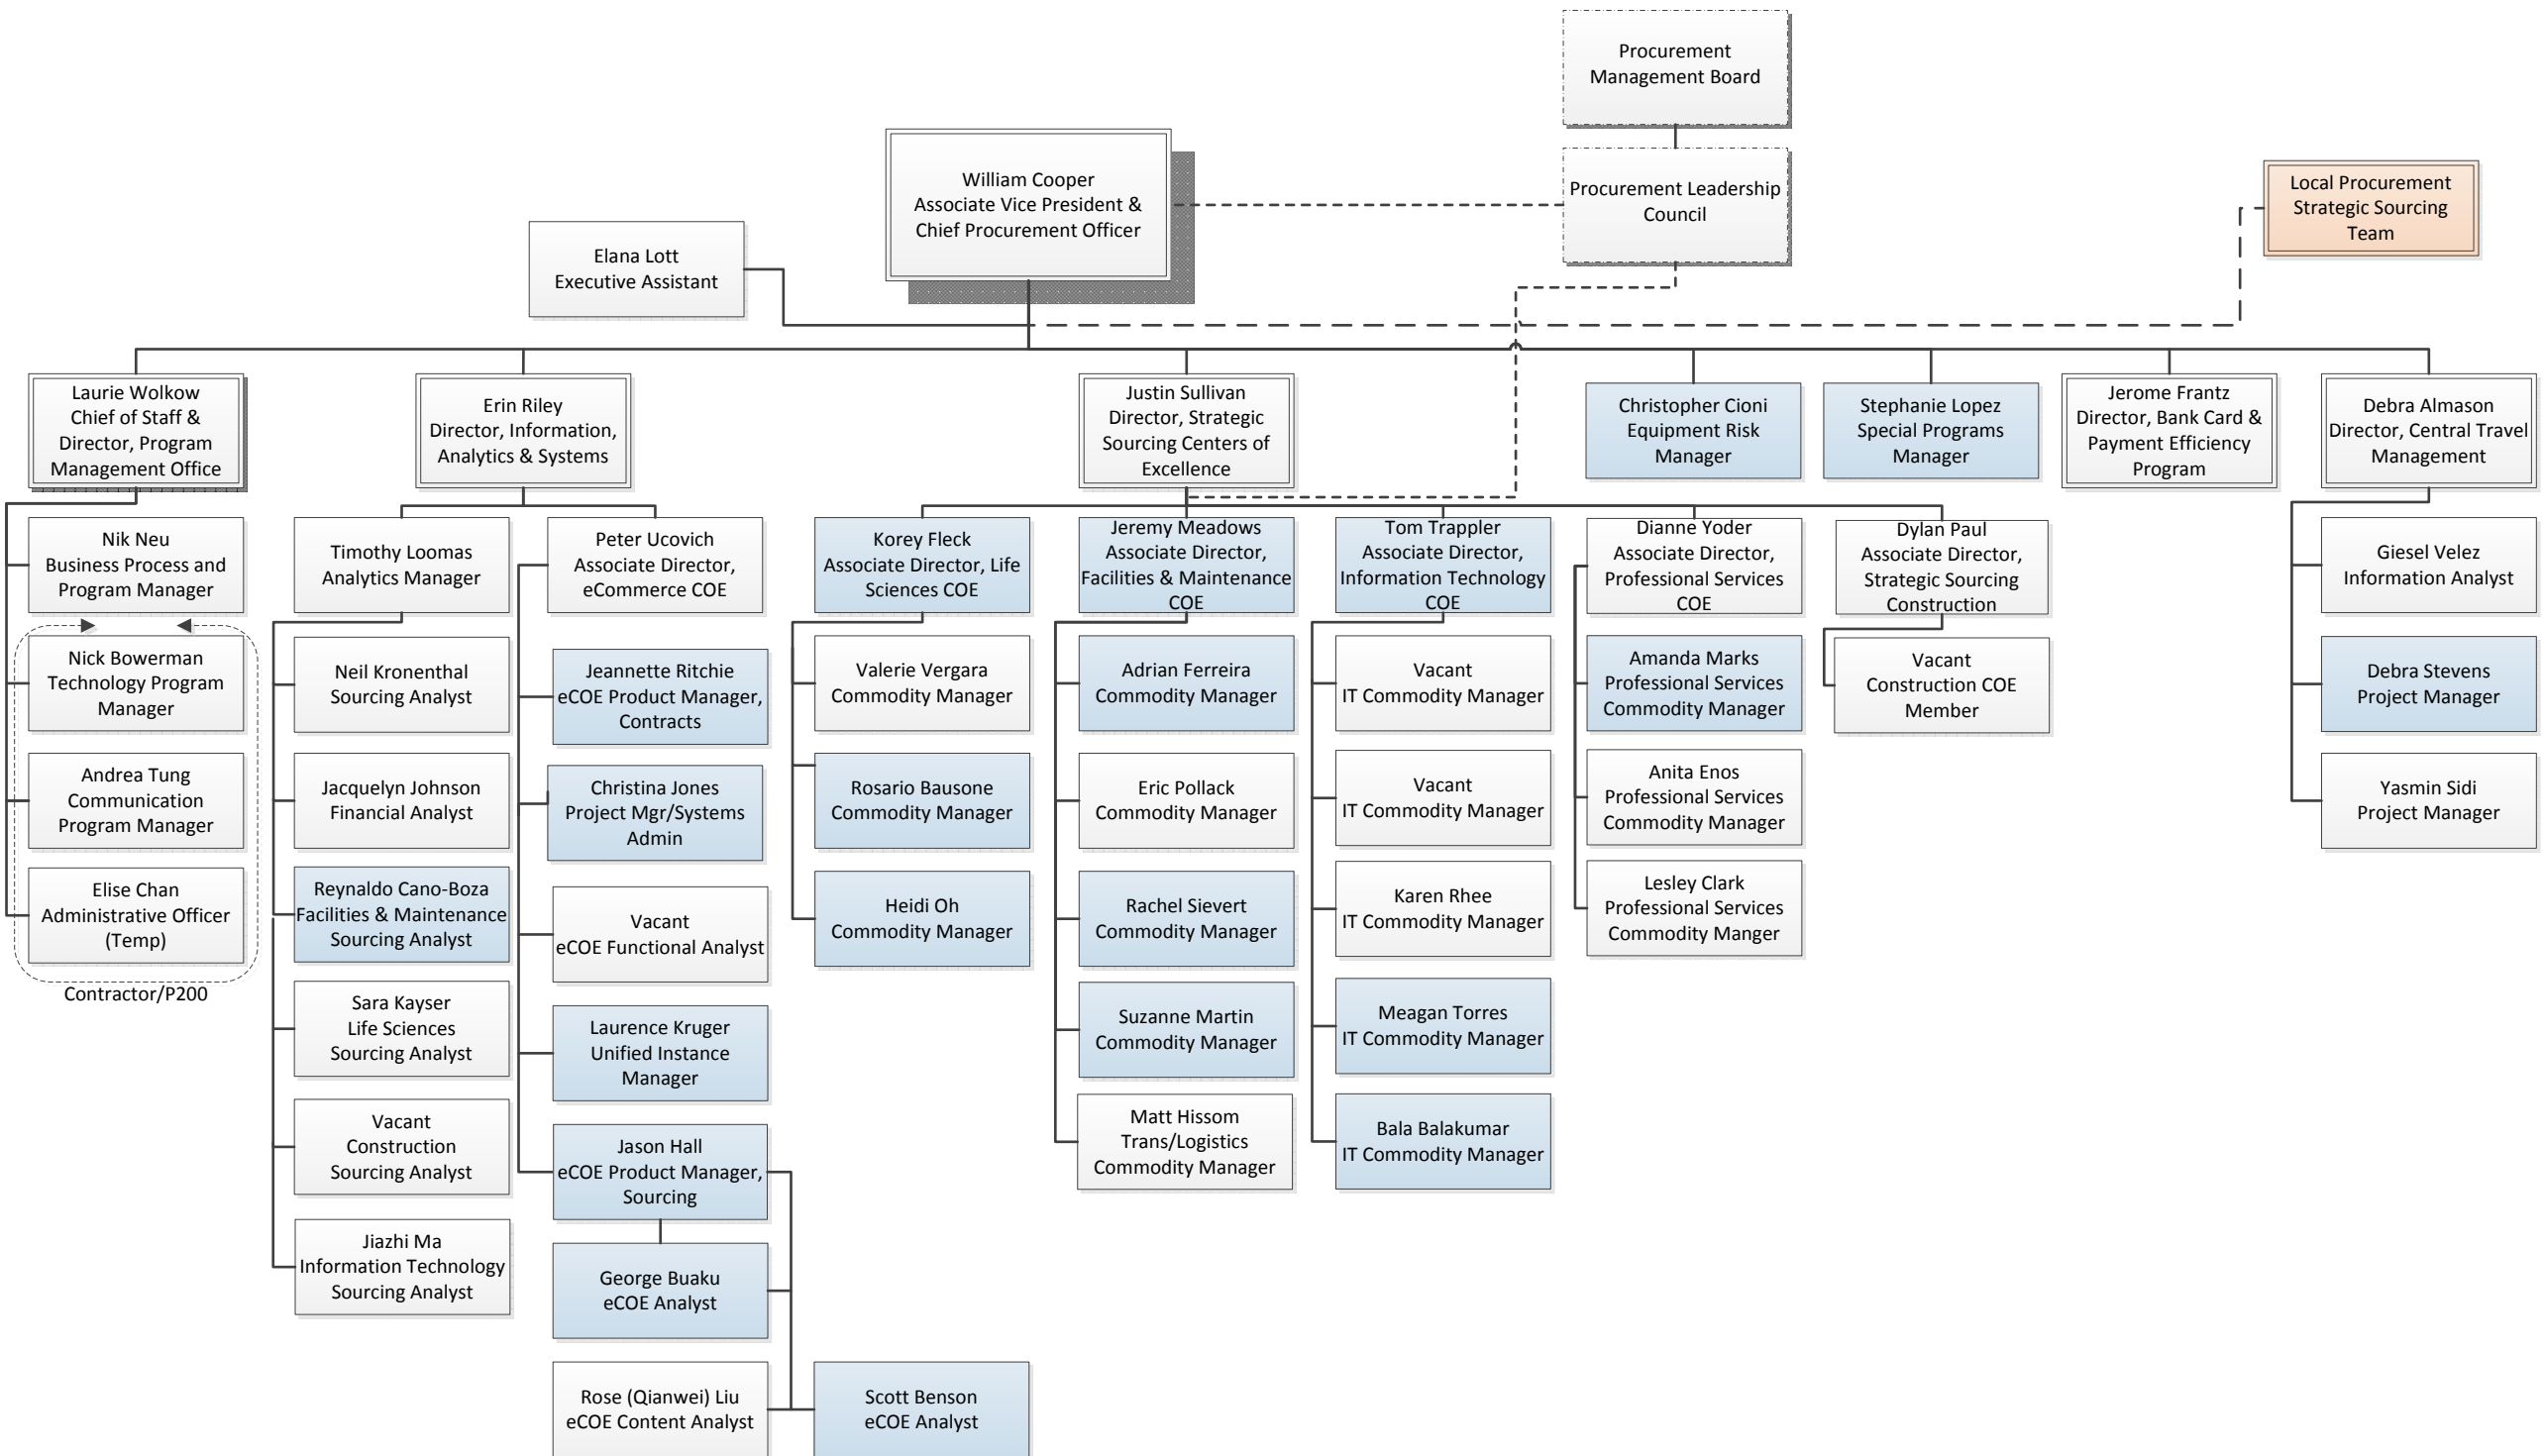 Procurement
Management Board
William Cooper
Associate Vice President &
Chief Procurement Officer
Procurement Leadership
Council
Local Procurement
Strategic Sourcing
Team
Elana Lott
Executive Assistant
Laurie Wolkow
Chief of Staff &
Director, Program
Management Office
Erin Riley
Director, Information,
Analytics & Systems
Justin Sullivan
Director, Strategic
Sourcing Centers of
Excellence
Christopher Cioni
Equipment Risk
Manager
Stephanie Lopez
Special Programs
Manager
Jerome Frantz
Director, Bank Card &
Payment Efficiency
Program
Debra Almason
Director, Central Travel
Management
Nik Neu
Business Process and
Program Manager
Nick Bowerman
Technology Program
Manager
Andrea Tung
Communication
Program Manager
Elise Chan
Administrative Officer
(Temp)
Contractor/P200
Timothy Loomas
Analytics Manager
Neil Kronenthal
Sourcing Analyst
Jacquelyn Johnson
Financial Analyst
Reynaldo Cano-Boza
Facilities & Maintenance
Sourcing Analyst
Sara Kayser
Life Sciences
Sourcing Analyst
Vacant
Construction
Sourcing Analyst
Jiazhi Ma
Information Technology
Sourcing Analyst
Peter Ucovich
Associate Director,
eCommerce COE
Jeannette Ritchie
eCOE Product Manager,
Contracts
Christina Jones
Project Mgr/Systems
Admin
Vacant
eCOE Functional Analyst
Laurence Kruger
Unified Instance
Manager
Jason Hall
eCOE Product Manager,
Sourcing
George Buaku
eCOE Analyst
Rose (Qianwei) Liu
eCOE Content Analyst
Scott Benson
eCOE Analyst
Korey Fleck
Associate Director, Life
Sciences COE
Valerie Vergara
Commodity Manager
Rosario Bausone
Commodity Manager
Heidi Oh
Commodity Manager
Jeremy Meadows
Associate Director,
Facilities & Maintenance
COE
Adrian Ferreira
Commodity Manager
Eric Pollack
Commodity Manager
Rachel Sievert
Commodity Manager
Suzanne Martin
Commodity Manager
Matt Hissom
Trans/Logistics
Commodity Manager
Tom Trappler
Associate Director,
Information Technology
COE
Vacant
IT Commodity Manager
Vacant
IT Commodity Manager
Karen Rhee
IT Commodity Manager
Meagan Torres
IT Commodity Manager
Bala Balakumar
IT Commodity Manager
Dianne Yoder
Associate Director,
Professional Services
COE
Amanda Marks
Professional Services
Commodity Manager
Anita Enos
Professional Services
Commodity Manager
Lesley Clark
Professional Services
Commodity Manger
Dylan Paul
Associate Director,
Strategic Sourcing
Construction
Vacant
Construction COE
Member
Giesel Velez
Information Analyst
Debra Stevens
Project Manager
Yasmin Sidi
Project Manager